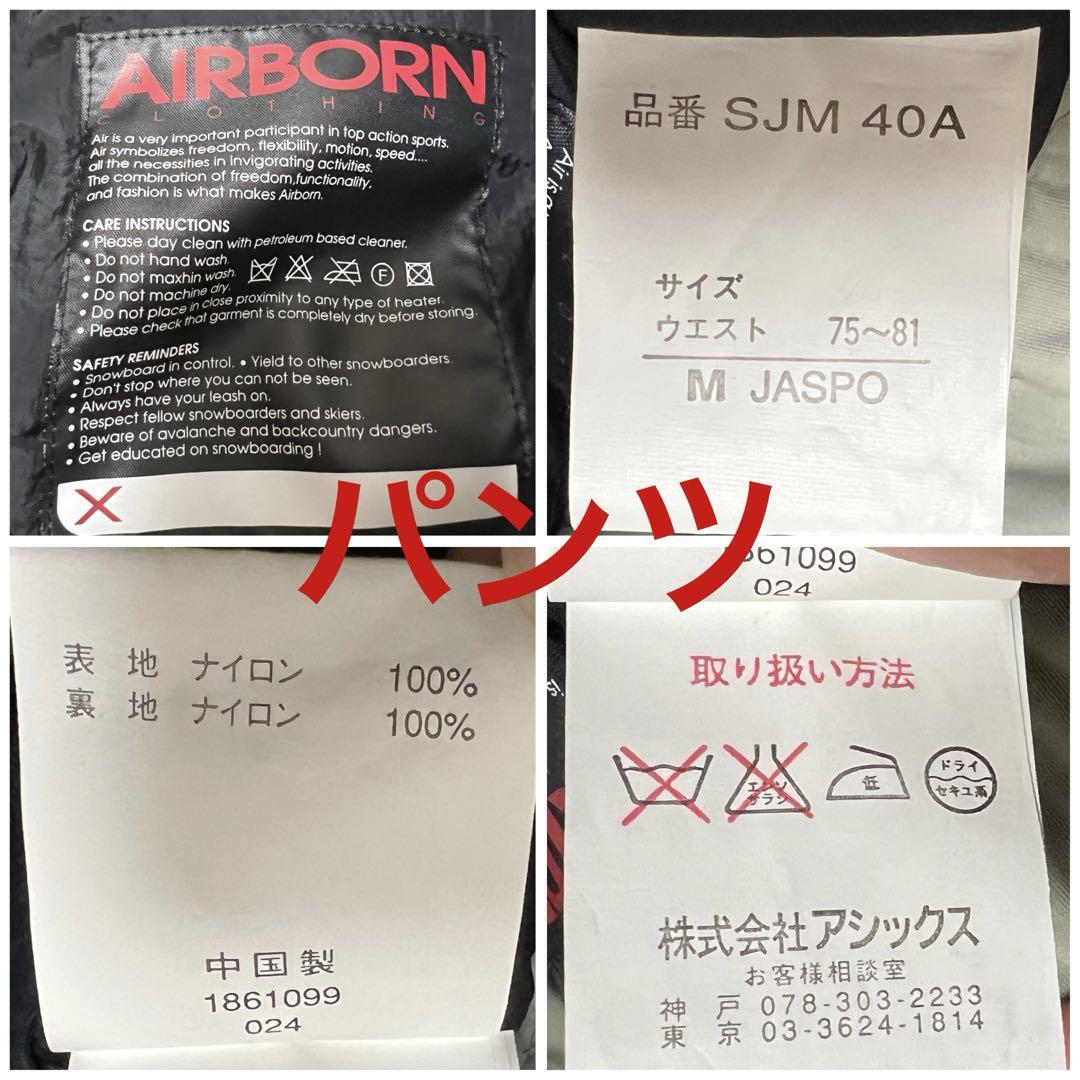 AIRBORN
CLOTHING
Air is a very important participant in top action sports.
Air symbolizes freedom, flexibility, motion, speed....
all the necessities in invigorating activities.
The combination of freedom,functionality,
and fashion is what makes Airborn.
CARE INSTRUCTIONS
• Please day clean with petroleum based cleaner.
• Do not hand wash.
• Do not maxhin wash.
• Do not machine dry.
• Do not place in close proximity to any type of heater.
• Please check that garment is completely dry before storing.
F
SAFETY REMINDERS
• Snowboard in control. • Yield to other snowboarders.
• Don't stop where you can not be seen.
• Always have your leash on.
• Respect fellow snowboarders and skiers.
• Beware of avalanche and backcountry dangers.
• Get educated on snowboarding !
品番 SJM 40A
サイズ
ウエスト 75〜81
M JASPO
パンツ
表 地 ナイロン 100%
裏 地 ナイロン 100%
中国製
1861099
024
861099
024
取り扱い方法
エンソ
サラシ
低
ドライ
セキユ系
株式会社アシックス
お客様相談室
神 戸 078-303-2233
東 京 03-3624-1814